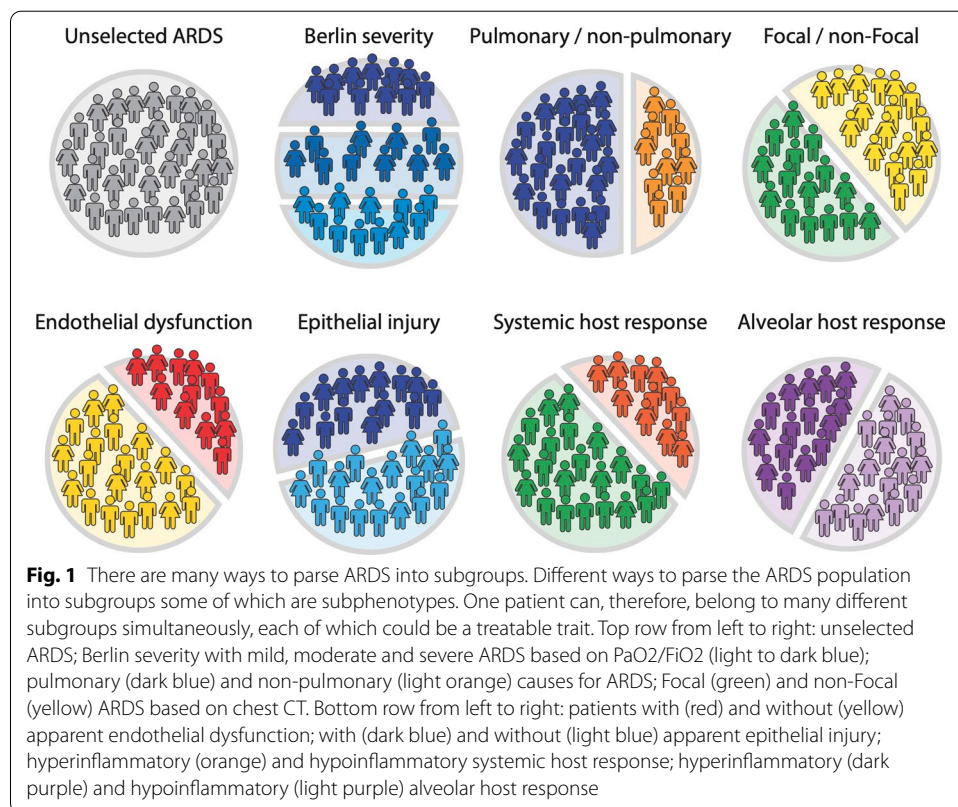 Unselected ARDS
Berlin severity
Pulmonary / non-pulmonary
Focal / non-Focal
Endothelial dysfunction
Epithelial injury
Systemic host response
Alveolar host response
Fig. 1 There are many ways to parse ARDS into subgroups. Different ways to parse the ARDS population
into subgroups some of which are subphenotypes. One patient can, therefore, belong to many different
subgroups simultaneously, each of which could be a treatable trait. Top row from left to right: unselected
ARDS; Berlin severity with mild, moderate and severe ARDS based on PaO2/FiO2 (light to dark blue);
pulmonary (dark blue) and non-pulmonary (light orange) causes for ARDS; Focal (green) and non-Focal
(yellow) ARDS based on chest CT. Bottom row from left to right: patients with (red) and without (yellow)
apparent endothelial dysfunction; with (dark blue) and without (light blue) apparent epithelial injury;
hyperinflammatory (orange) and hypoinflammatory systemic host response; hyperinflammatory (dark
purple) and hypoinflammatory (light purple) alveolar host response